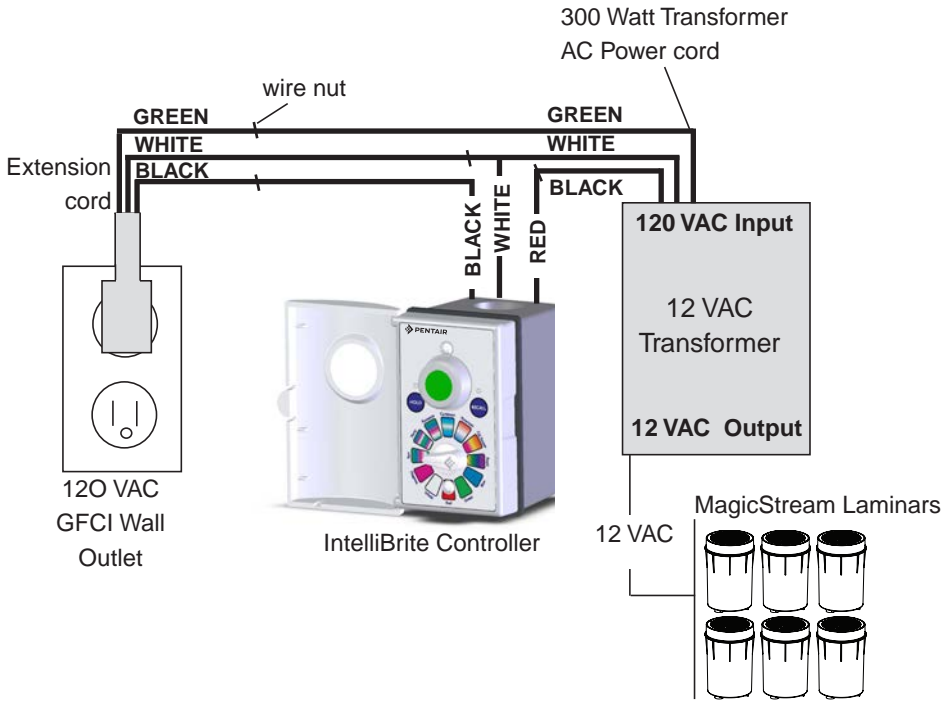 300 Watt Transformer
AC Power cord
wire nut
GREEN
GREEN
WHITE
WHITE
BLACK
BLACK
Extension
cord
BLACK
WHITE
RED
120 VAC Input
12 VAC
Transformer
12 VAC Output
PENTAIR
HOLD
RECALL
12O VAC
GFCI Wall
Outlet
IntelliBrite Controller
12 VAC
MagicStream Laminars